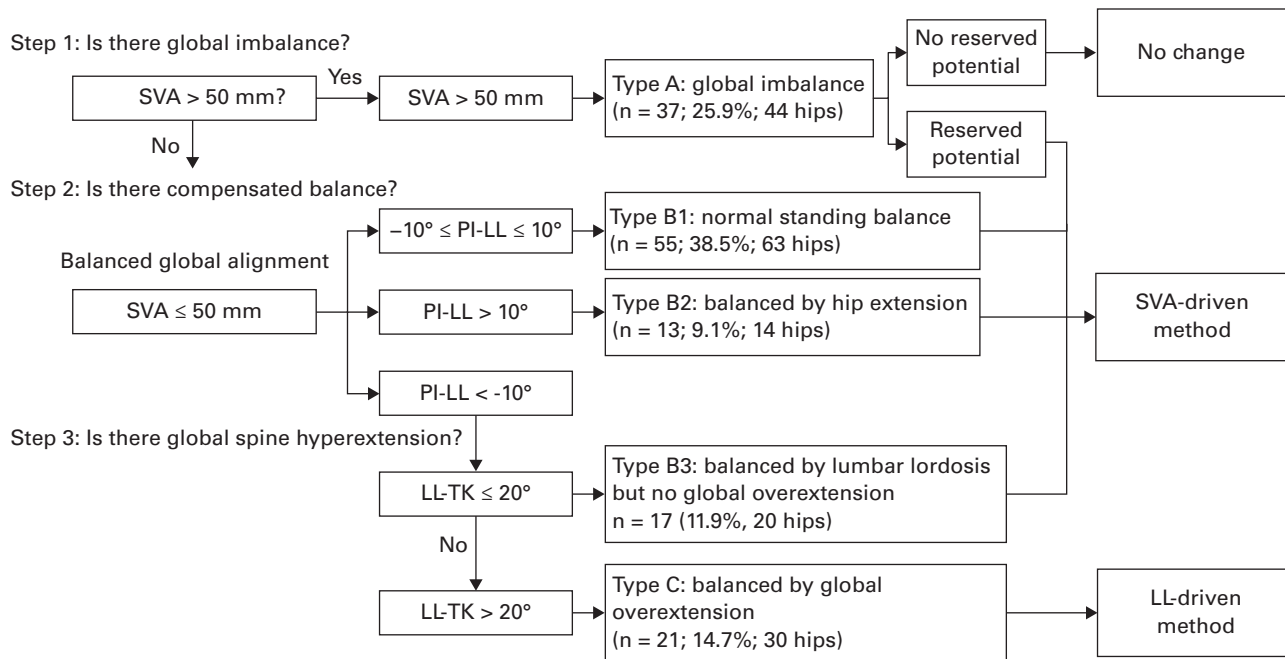 Step 1: Is there global imbalance?
SVA > 50 mm?
Yes
SVA > 50 mm
Type A: global imbalance
(n = 37; 25.9%; 44 hips)
No reserved
potential
No change
No
Reserved
potential
Step 2: Is there compensated balance?
–10° ≤ PI-LL ≤ 10°
Type B1: normal standing balance
(n = 55; 38.5%; 63 hips)
Balanced global alignment
SVA ≤ 50 mm
PI-LL > 10°
Type B2: balanced by hip extension
(n = 13; 9.1%; 14 hips)
SVA-driven
method
PI-LL < -10°
Step 3: Is there global spine hyperextension?
LL-TK ≤ 20°
Type B3: balanced by lumbar lordosis
but no global overextension
n = 17 (11.9%, 20 hips)
No
LL-TK > 20°
Type C: balanced by global
overextension
(n = 21; 14.7%; 30 hips)
LL-driven
method